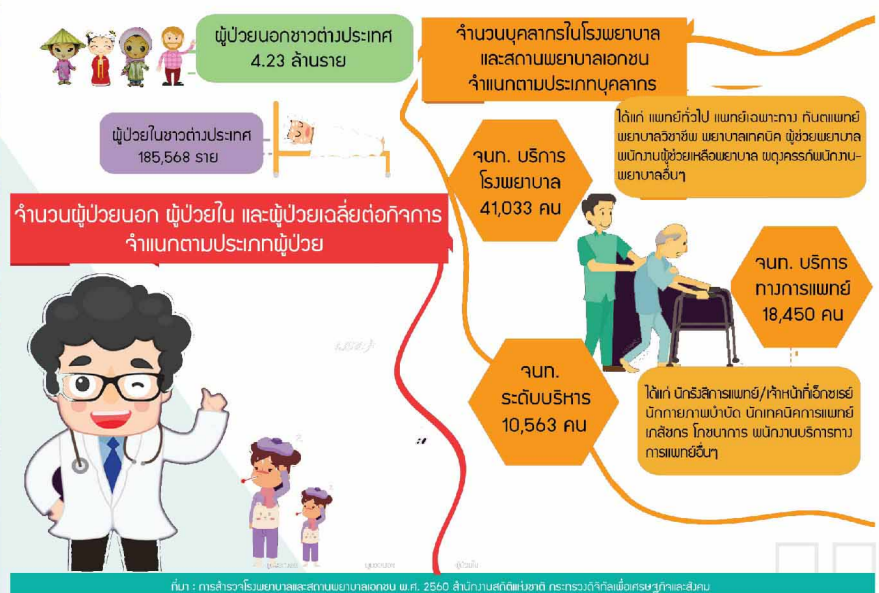 ผู้ป่วยนอกชาวต่างประเทศ
4.23 ล้านราย
ผู้ป่วยในชาวต่างประเทศ
185,568 ราย
จำนวนผู้ป่วยนอก ผู้ป่วยใน และผู้ป่วยเฉลี่ยต่อกิจการ
จำแนกตามประเภทผู้ป่วย
จำนวนบุคลากรในโรงพยาบาล
และสถานพยาบาลเอกชน
จำแนกตามประเภทบุคลากร
ได้แก่ แพทย์ทั่วไป แพทย์เฉพาะทาง ทันตแพทย์
พยาบาลวิชาชีพ พยาบาลเทคนิค ผู้ช่วยพยาบาล
พนักงานผู้ช่วยเหลือพยาบาล ผดุงครรภ์พนักงาน-
พยาบาลอื่นๆ
จนท. บริการ
โรงพยาบาล
41,033 คน
จนท. บริการ
ทางการแพทย์
18,450 คน
จนท.
ระดับบริหาร
10,563 คน
ได้แก่ นักรังสีการแพทย์/เจ้าหน้าที่เอ็กซเรย์
นักกายภาพบำบัด นักเทคนิคการแพทย์
เภสัชกร โภชนาการ พนักงานบริการทาง
การแพทย์อื่นๆ
ที่มา : การสำรวจโรงพยาบาลและสถานพยาบาลเอกชน พ.ศ. 2560 สำนักงานสถิติแห่งชาติ กระทรวงดิจิทัลเพื่อเศรษฐกิจและสังคม